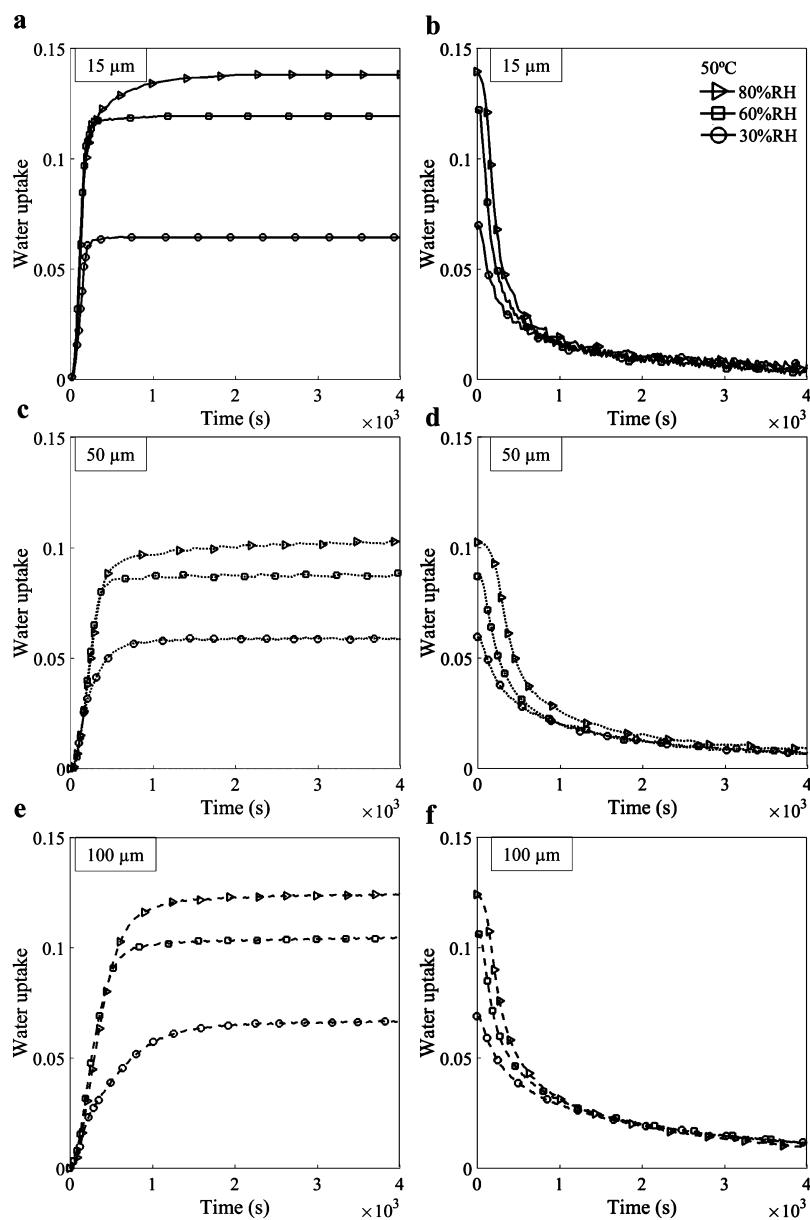 a
15 µm
Water uptake
0.15
0.1
0.05
0
0 1 2 3 4
Time (s)
×10³
b
15 µm
50ºC
80%RH
60%RH
30%RH
Water uptake
0.15
0.1
0.05
0
0 1 2 3 4
Time (s)
×10³
c
50 µm
Water uptake
0.15
0.1
0.05
0
0 1 2 3 4
Time (s)
×10³
d
50 µm
Water uptake
0.15
0.1
0.05
0
0 1 2 3 4
Time (s)
×10³
e
100 µm
Water uptake
0.15
0.1
0.05
0
0 1 2 3 4
Time (s)
×10³
f
100 µm
Water uptake
0.15
0.1
0.05
0
0 1 2 3 4
Time (s)
×10³